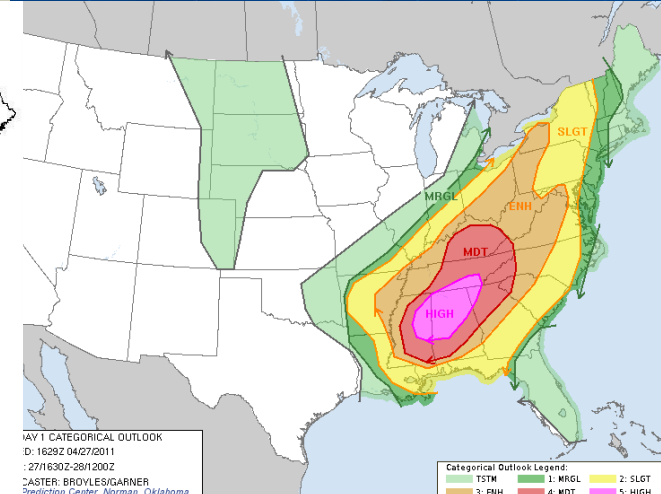 SLGT
MRGL
ENH
MDT
HIGH
DAY 1 CATEGORICAL OUTLOOK
D: 1629Z 04/27/2011
: 27/1630Z-28/1200Z
CASTER: BROYLES/GARNER
Prediction Center, Norman, Oklahoma
Categorical Outlook Legend:
TSTM 1: MRGL 2: SLGT
3: ENH 4: MDT 5: HIGH